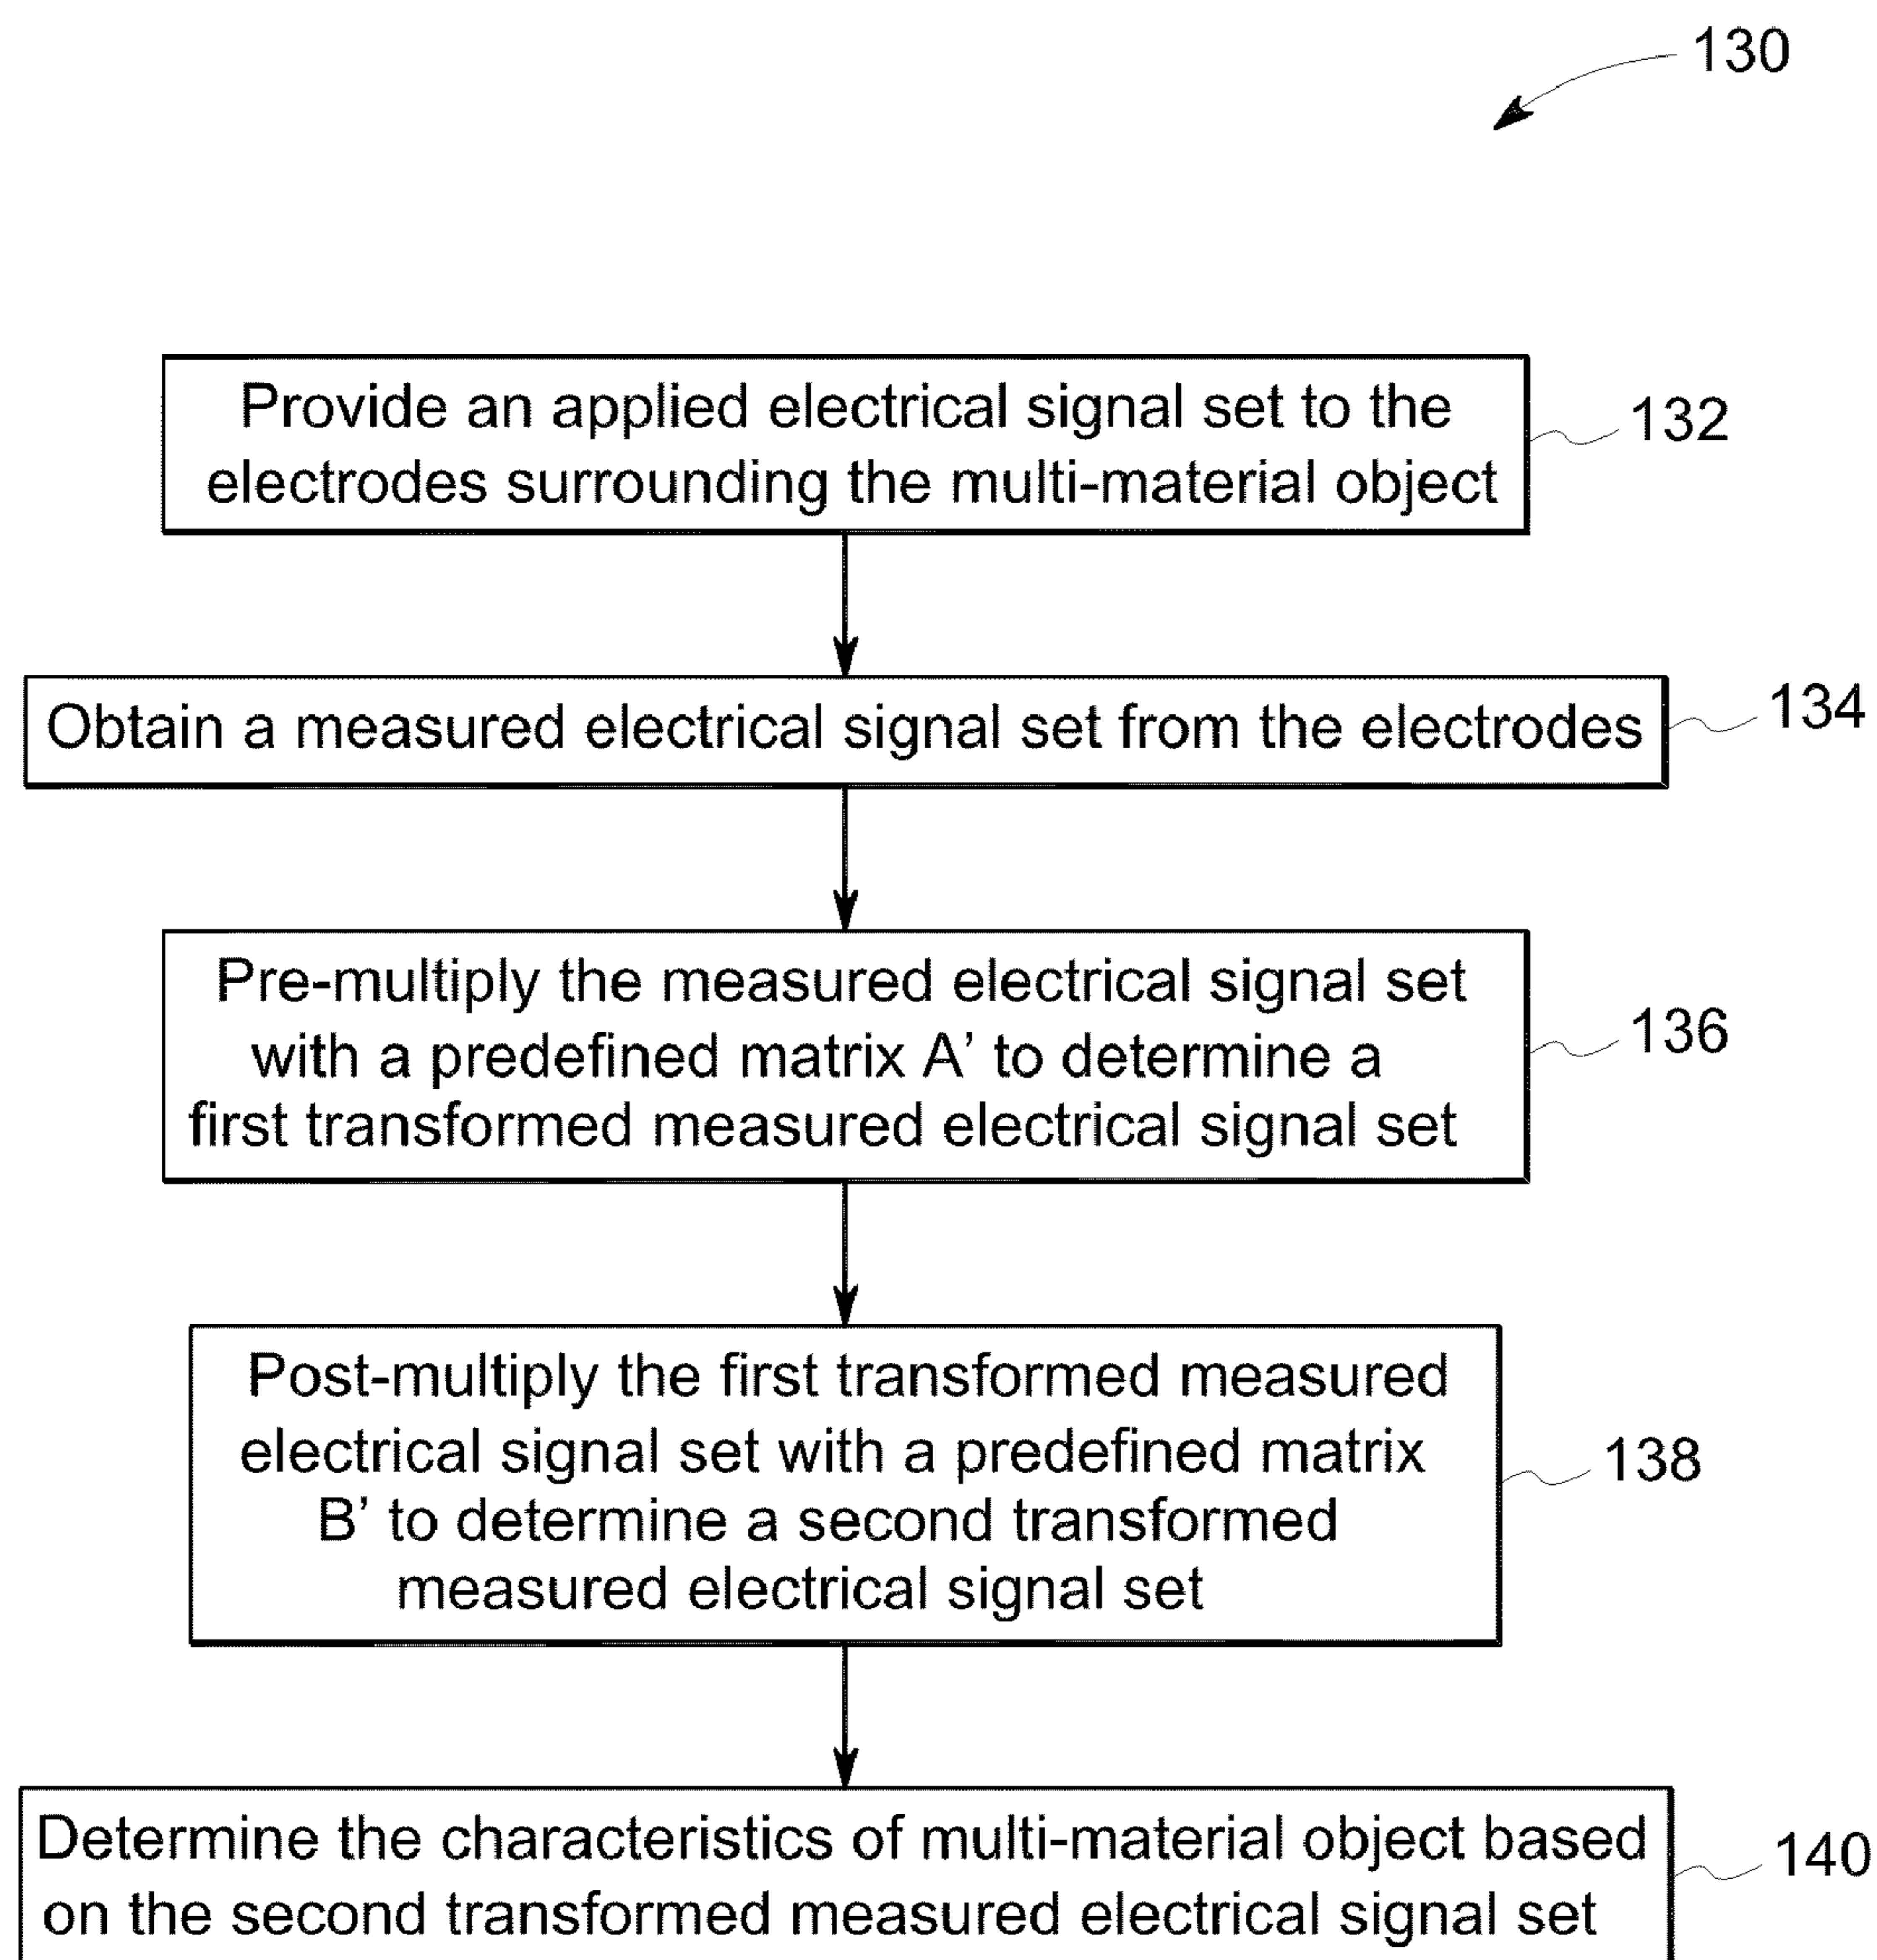 130
Provide an applied electrical signal set to the
electrodes surrounding the multi-material object
132
Obtain a measured electrical signal set from the electrodes
134
Pre-multiply the measured electrical signal set
with a predefined matrix A’ to determine a
first transformed measured electrical signal set
136
Post-multiply the first transformed measured
electrical signal set with a predefined matrix
B’ to determine a second transformed
measured electrical signal set
138
Determine the characteristics of multi-material object based
on the second transformed measured electrical signal set
140